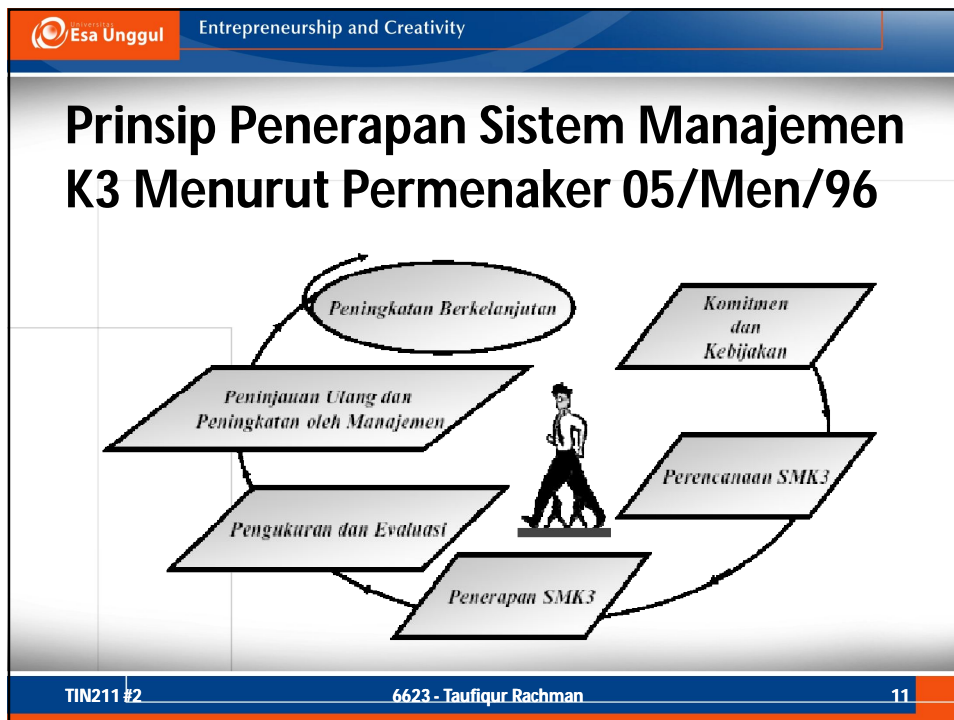 Universitas
Esa Unggul
Entrepreneurship and Creativity
Prinsip Penerapan Sistem Manajemen
K3 Menurut Permenaker 05/Men/96
Peningkatan Berkelanjutan
Komitmen
dan
Kebijakan
Peninjauan Ulang dan
Peningkatan oleh Manajemen
Perencanaan SMK3
Pengukuran dan Evaluasi
Penerapan SMK3
TIN211 #2
6623 - Taufiqur Rachman
11